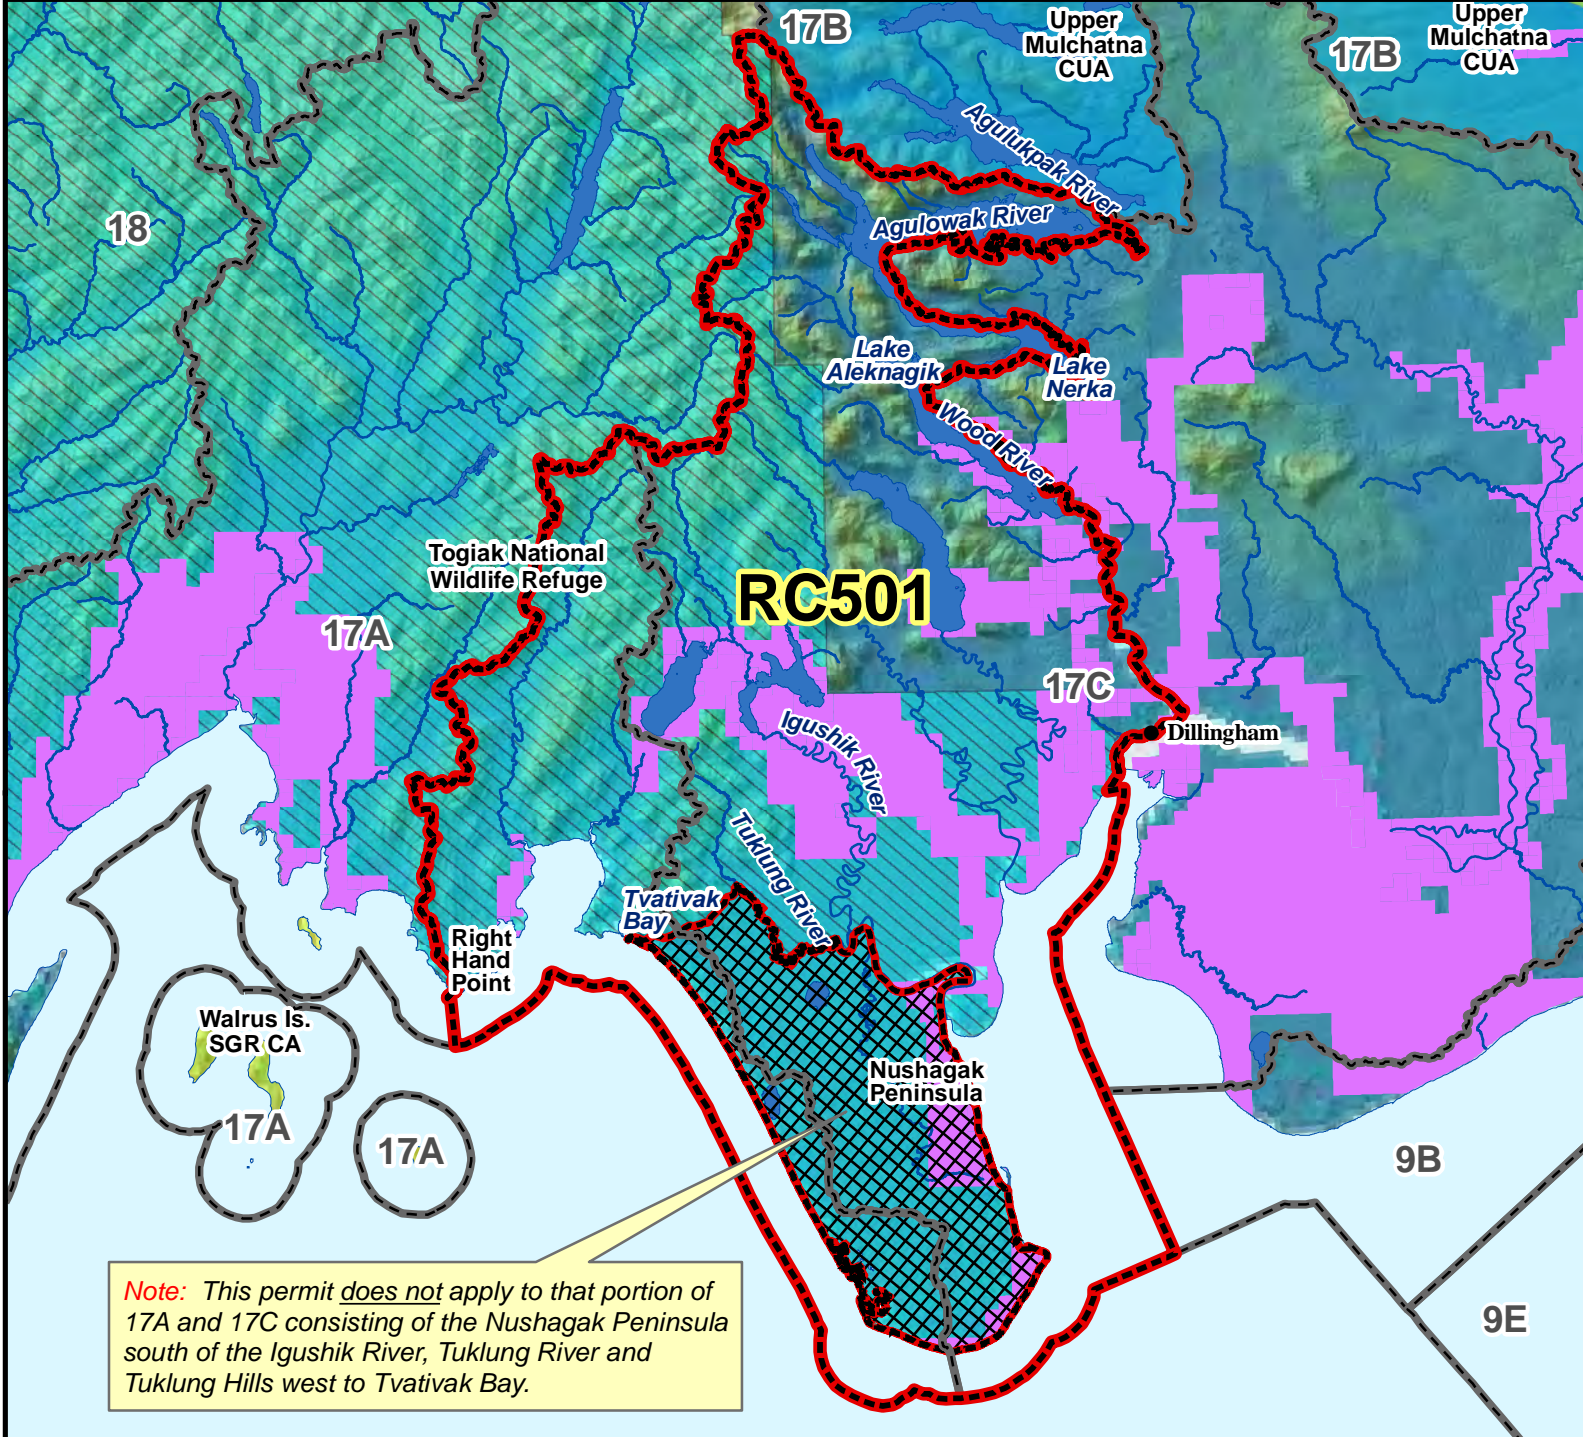 17B
Upper
Mulchatna
CUA
17B
Upper
Mulchatna
CUA
Agulukpak River
18
Agulowak River
Lake
Aleknagik
Lake
Nerka
Wood River
Togiak National
Wildlife Refuge
RC501
17A
17C
Igushik River
Dillingham
Tuklung River
Tvativak
Bay
Right
Hand
Point
Walrus Is.
SGR CA
Nushagak
Peninsula
17A
17A
9B
9E
Note: This permit does not apply to that portion of
17A and 17C consisting of the Nushagak Peninsula
south of the Igushik River, Tuklung River and
Tuklung Hills west to Tvativak Bay.